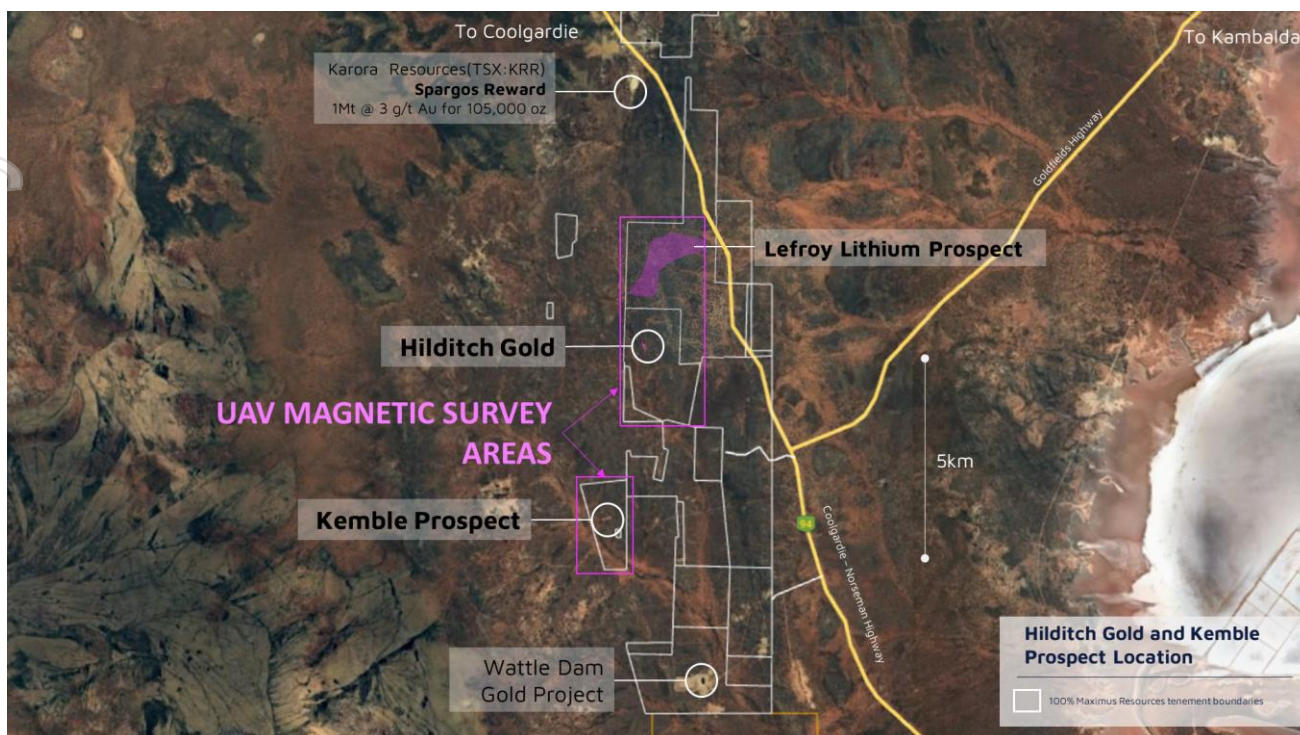 To Coolgardie
To Kambalda
Karora Resources(TSX:KRR)
Spargos Reward
1Mt @ 3 g/t Au for 105,000 oz
Goldfields Highway
Lefroy Lithium Prospect
Hilditch Gold
UAV MAGNETIC SURVEY
AREAS
5km
Kemble Prospect
94
Coolgardie – Norseman Highway
Wattle Dam
Gold Project
Hilditch Gold and Kemble
Prospect Location
100% Maximus Resources tenement boundaries